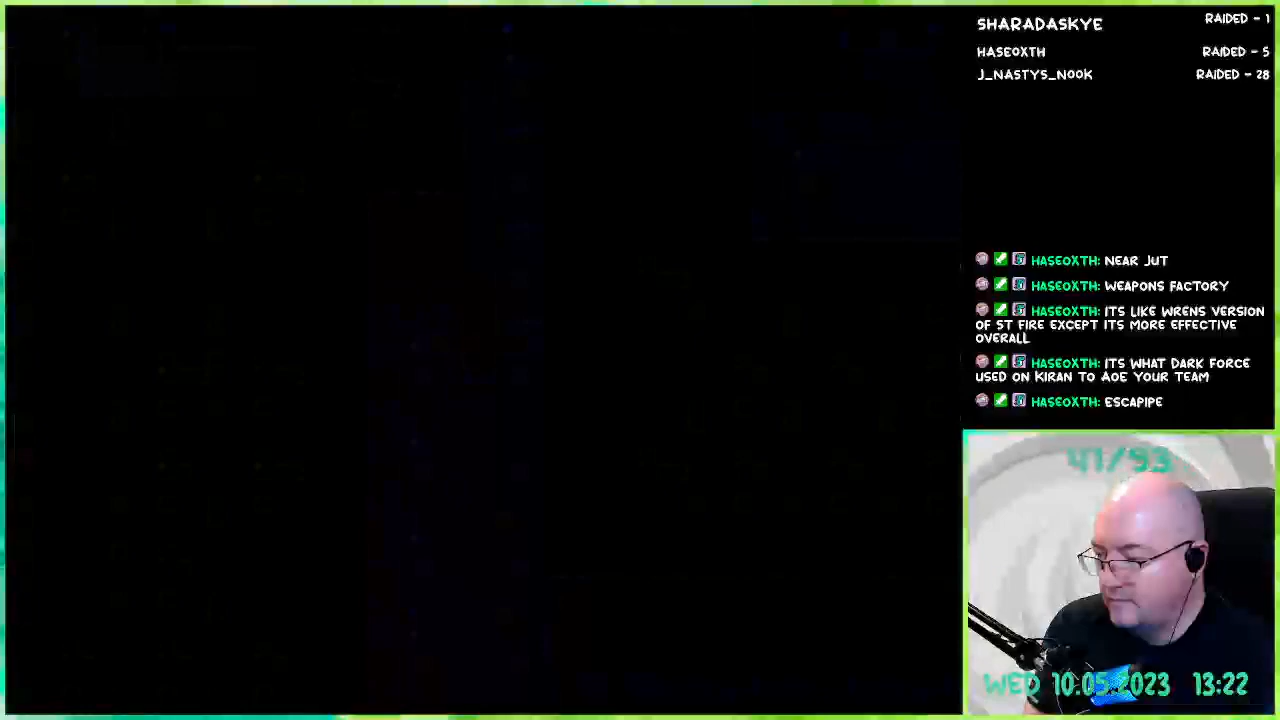 SHARADASKYE RAIDED - 1
HASEOXTH RAIDED - 5
J_NASTYS_NOOK RAIDED - 28
HASEOXTH: NEAR JUT
HASEOXTH: WEAPONS FACTORY
HASEOXTH: ITS LIKE WRENS VERSION
OF ST FIRE EXCEPT ITS MORE EFFECTIVE
OVERALL
HASEOXTH: ITS WHAT DARK FORCE
USED ON KIRAN TO AOE YOUR TEAM
HASEOXTH: ESCAPIPE
41/93
WED 10.05.2023 13:22